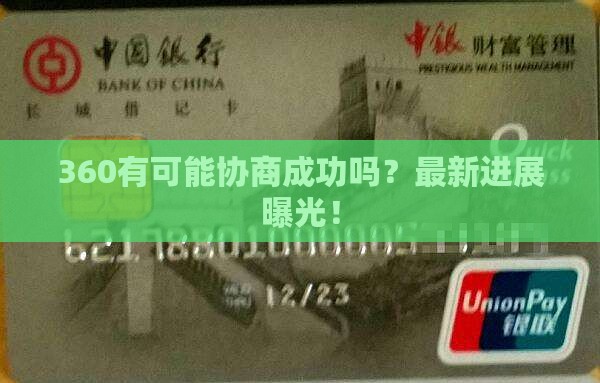 中国银行
BANK OF CHINA
长城借记卡
中银 财富管理
PRESTIGIOUS WEALTH MANAGEMENT
Quick
360有可能协商成功吗？最新进展
曝光！
12/23
UnionPay
银联